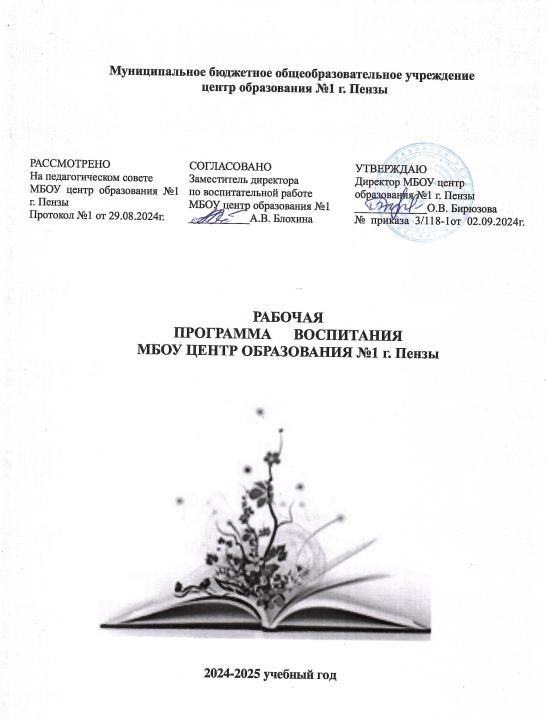 Муниципальное бюджетное общеобразовательное учреждение
центр образования №1 г. Пензы
РАССМОТРЕНО
На педагогическом совете
МБОУ центр образования №1
г. Пензы
Протокол №1 от 29.08.2024г.
СОГЛАСОВАНО
Заместитель директора
по воспитательной работе
МБОУ центр образования №1
А.В. Блохина
УТВЕРЖДАЮ
Директор МБОУ центр
образования №1 г. Пензы
О.В. Бирюзова
№ приказа 3/118-1от 02.09.2024г.
РАБОЧАЯ
ПРОГРАММА ВОСПИТАНИЯ
МБОУ ЦЕНТР ОБРАЗОВАНИЯ №1 г. Пензы
2024-2025 учебный год